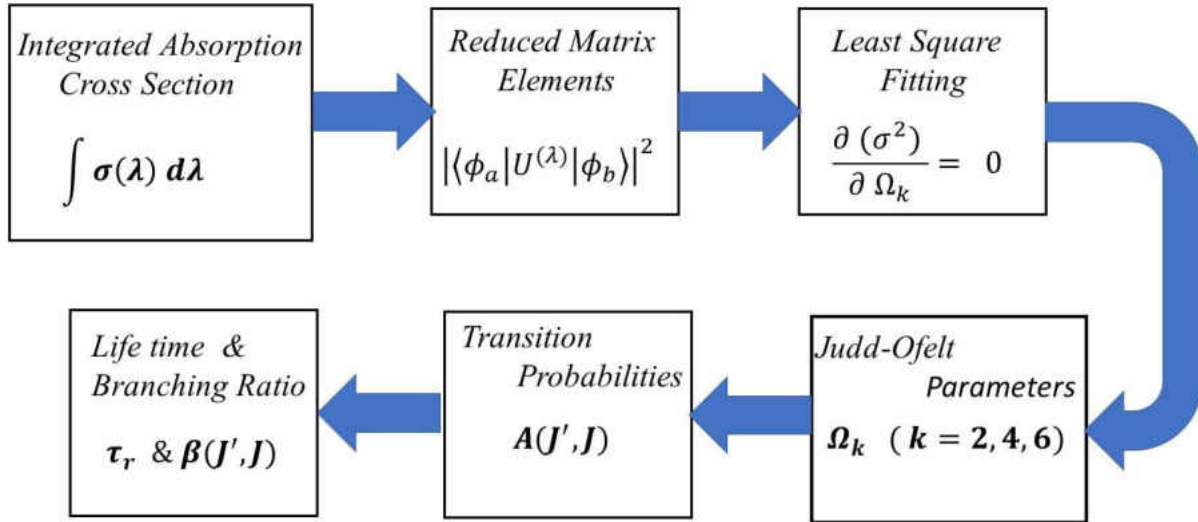 Integrated Absorption
Cross Section
∫ σ(λ) dλ
Reduced Matrix
Elements
|⟨ϕₐ|U^(λ)|ϕ_b⟩|²
Least Square
Fitting
∂ (σ²)
∂ Ωₖ
= 0
Judd-Ofelt
Parameters
Ωₖ ( k = 2, 4, 6)
Transition
Probabilities
A(J′, J)
Life time &
Branching Ratio
τᵣ & β(J′, J)